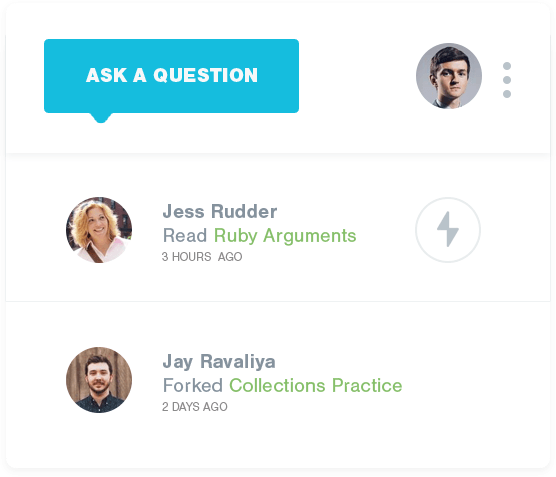 ASK A QUESTION
Jess Rudder
Read Ruby Arguments
3 HOURS AGO
Jay Ravaliya
Forked Collections Practice
2 DAYS AGO